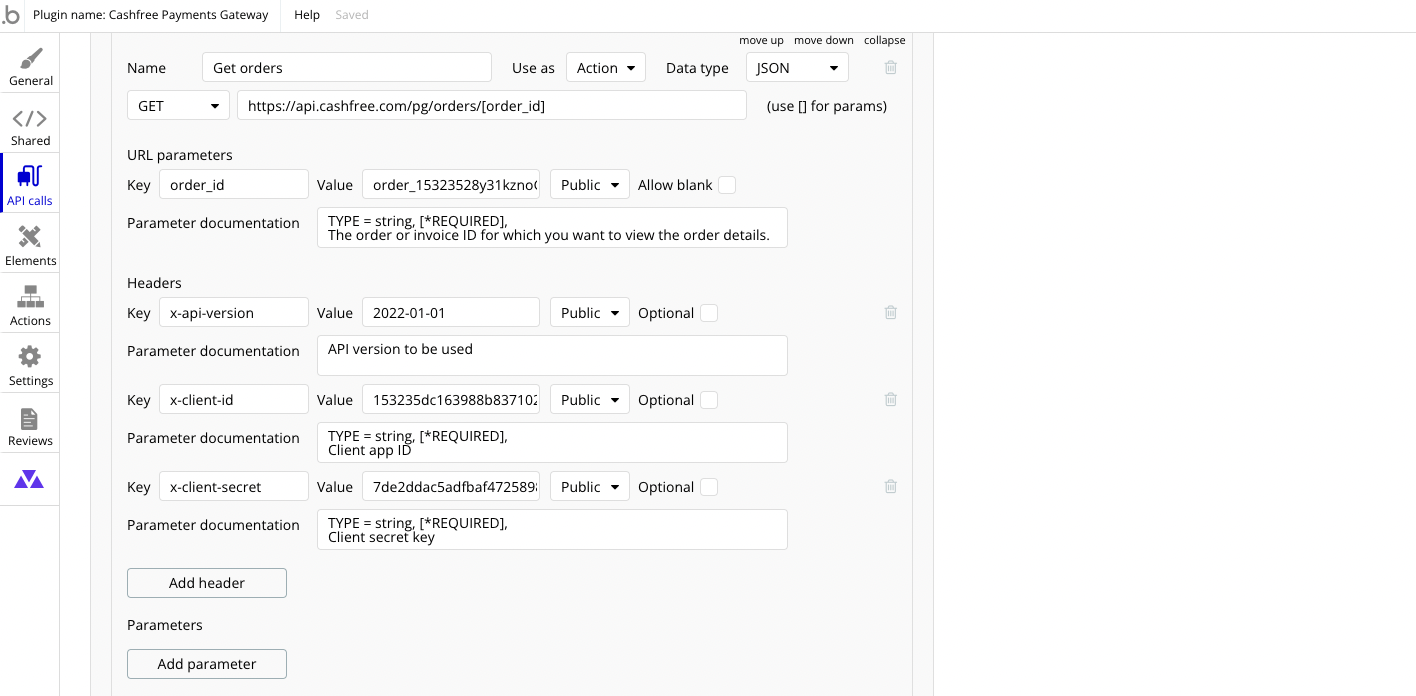 .b Plugin name: Cashfree Payments Gateway Help Saved
move up move down collapse
General
Shared
API calls
Elements
Actions
Settings
Reviews
Name Get orders Use as Action Data type JSON
GET https://api.cashfree.com/pg/orders/[order_id] (use [] for params)
URL parameters
Key order_id Value order_15323528y31kzno Public Allow blank
Parameter documentation TYPE = string, [*REQUIRED],
The order or invoice ID for which you want to view the order details.
Headers
Key x-api-version Value 2022-01-01 Public Optional
Parameter documentation API version to be used
Key x-client-id Value 153235dc163988b837102 Public Optional
Parameter documentation TYPE = string, [*REQUIRED],
Client app ID
Key x-client-secret Value 7de2ddac5adfbaf472589 Public Optional
Parameter documentation TYPE = string, [*REQUIRED],
Client secret key
Add header
Parameters
Add parameter